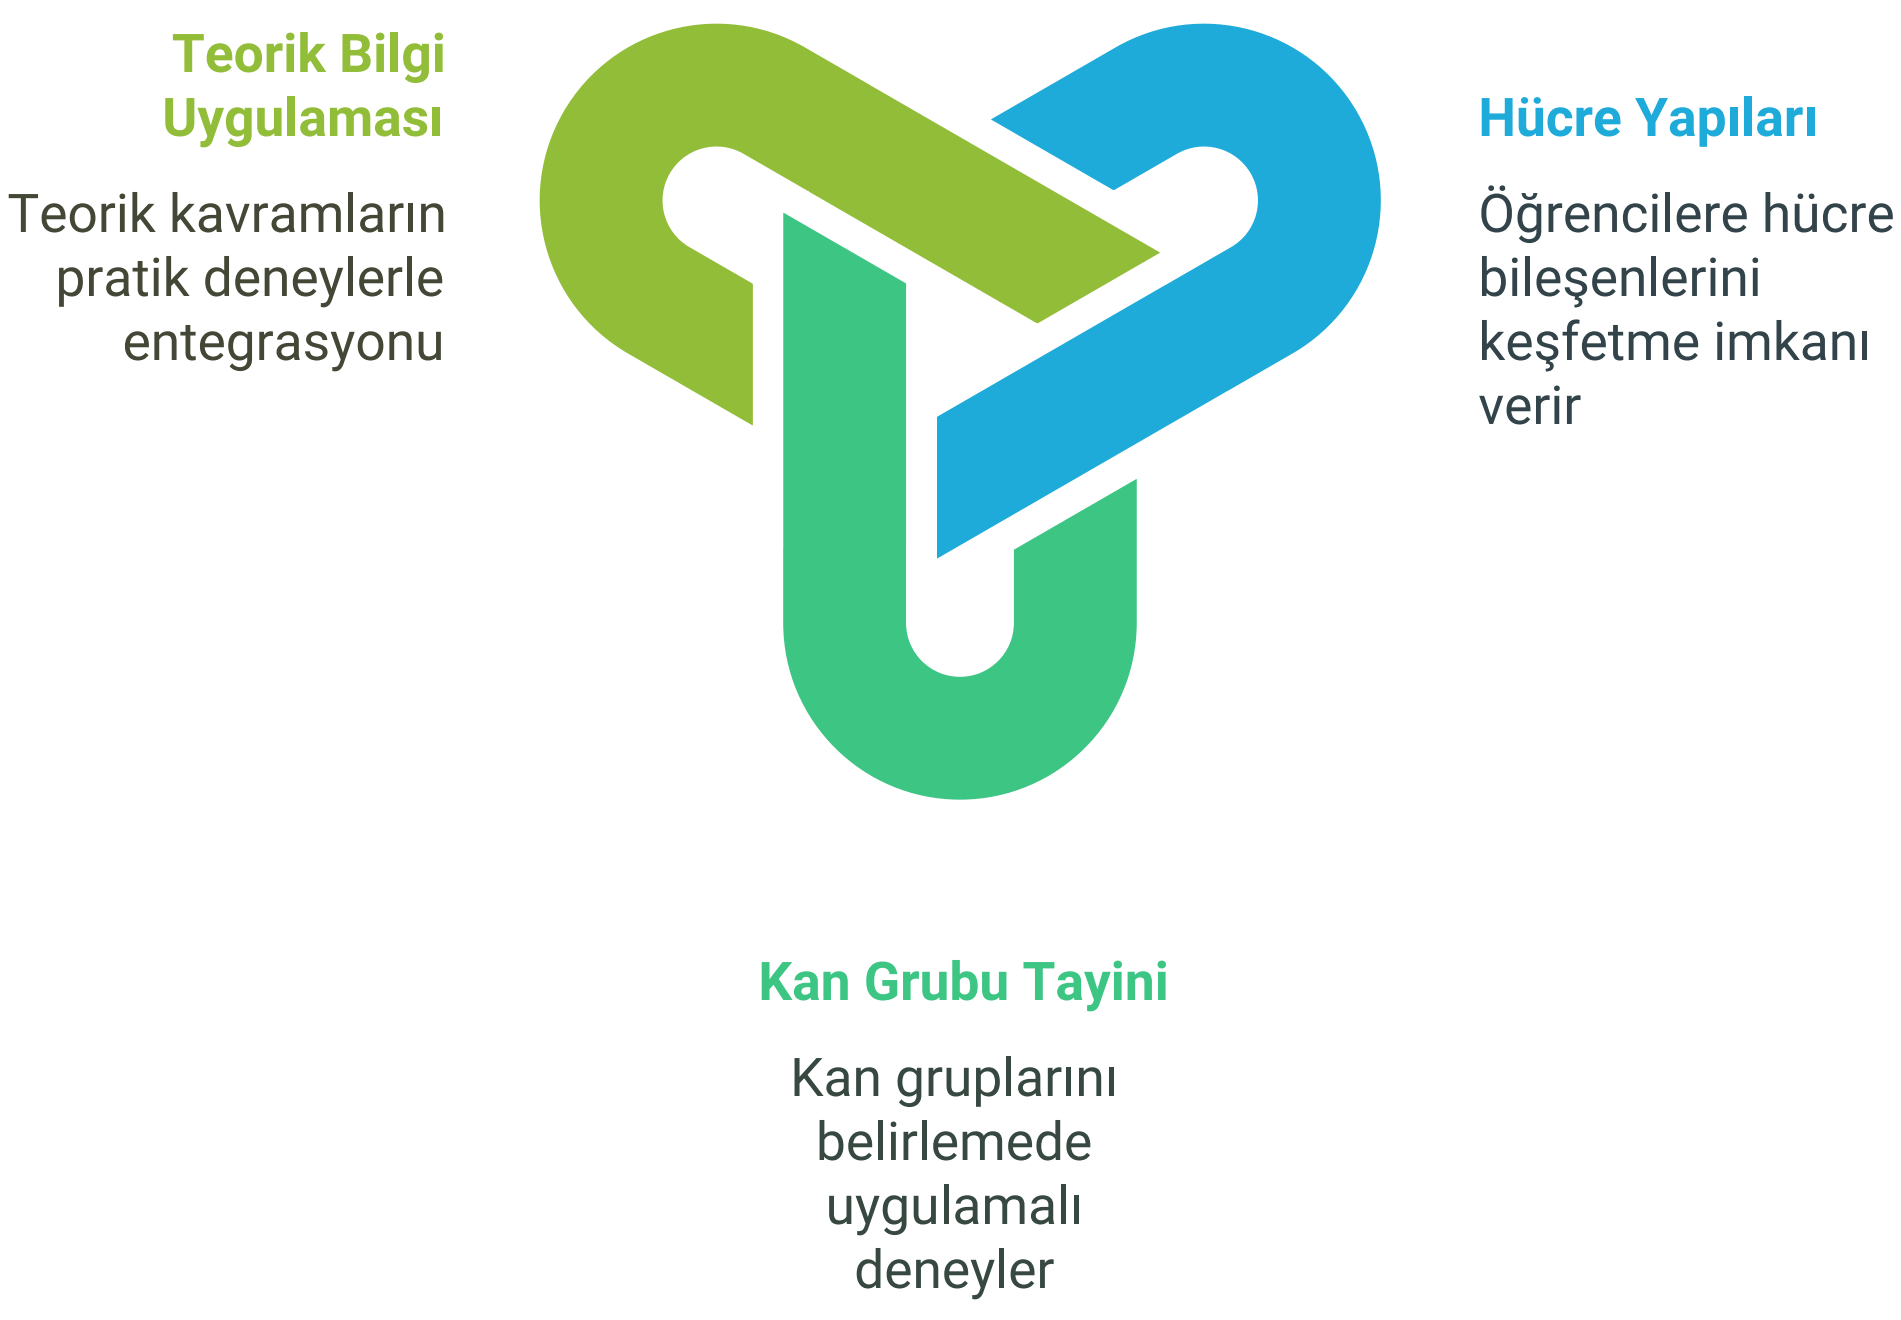 Teorik Bilgi
Uygulaması
Teorik kavramların
pratik deneylerle
entegrasyonu
Hücre Yapıları
Öğrencilere hücre
bileşenlerini
keşfetme imkanı
verir
Kan Grubu Tayini
Kan gruplarını
belirlemede
uygulamalı
deneyler